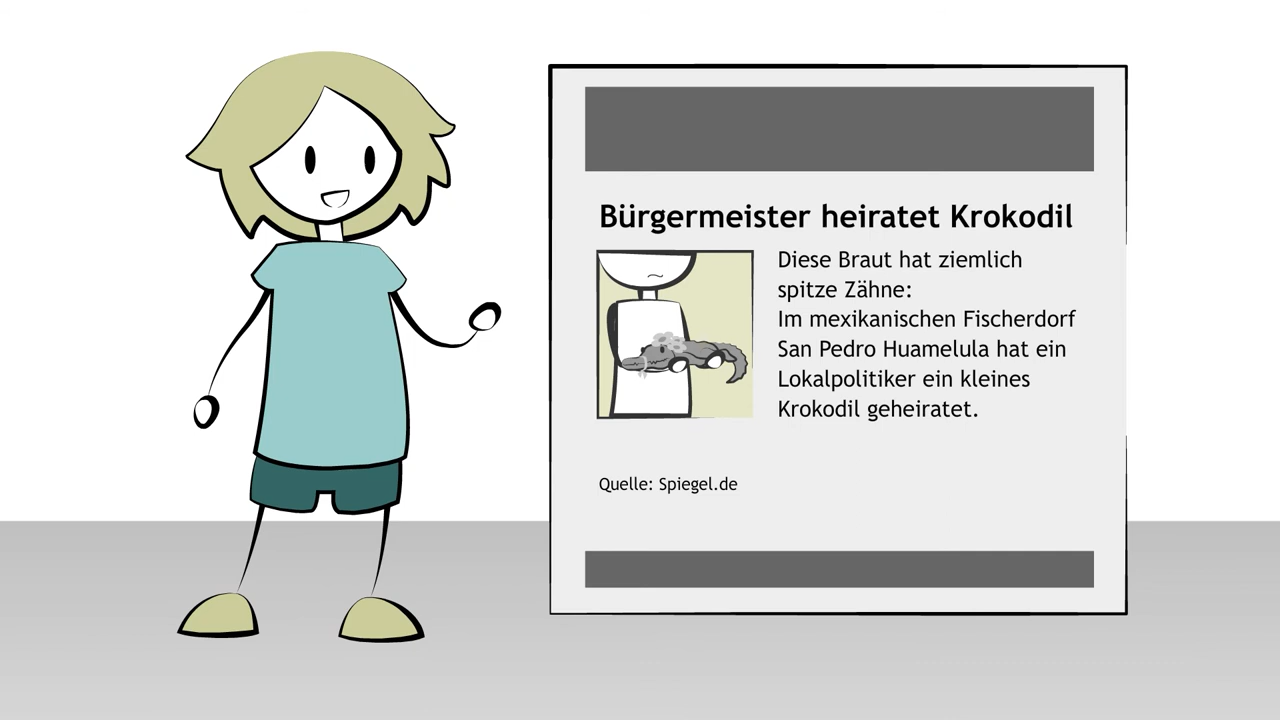 Bürgermeister heiratet Krokodil
Diese Braut hat ziemlich
spitze Zähne:
Im mexikanischen Fischerdorf
San Pedro Huamelula hat ein
Lokalpolitiker ein kleines
Krokodil geheiratet.
Quelle: Spiegel.de